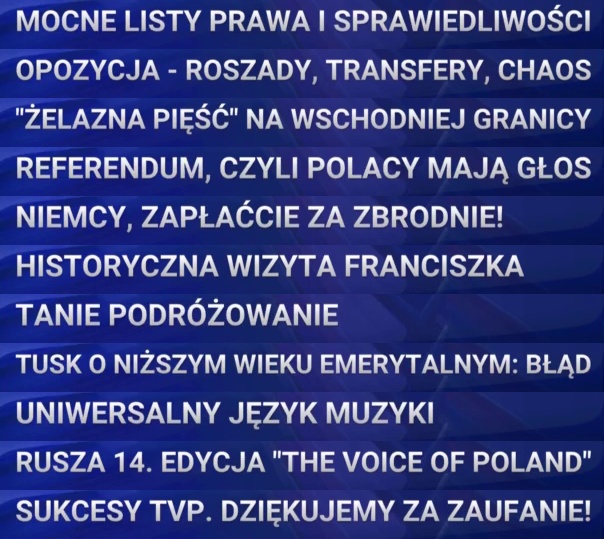 MOCNE LISTY PRAWA I SPRAWIEDLIWOŚCI
OPOZYCJA - ROSZADY, TRANSFERY, CHAOS
"ŻELAZNA PIĘŚĆ" NA WSCHODNIEJ GRANICY
REFERENDUM, CZYLI POLACY MAJĄ GŁOS
NIEMCY, ZAPŁAĆCIE ZA ZBRODNIE!
HISTORYCZNA WIZYTA FRANCISZKA
TANIE PODRÓŻOWANIE
TUSK O NIŻSZYM WIEKU EMERYTALNYM: BŁĄD
UNIWERSALNY JĘZYK MUZYKI
RUSZA 14. EDYCJA "THE VOICE OF POLAND"
SUKCESY TVP. DZIĘKUJEMY ZA ZAUFANIE!